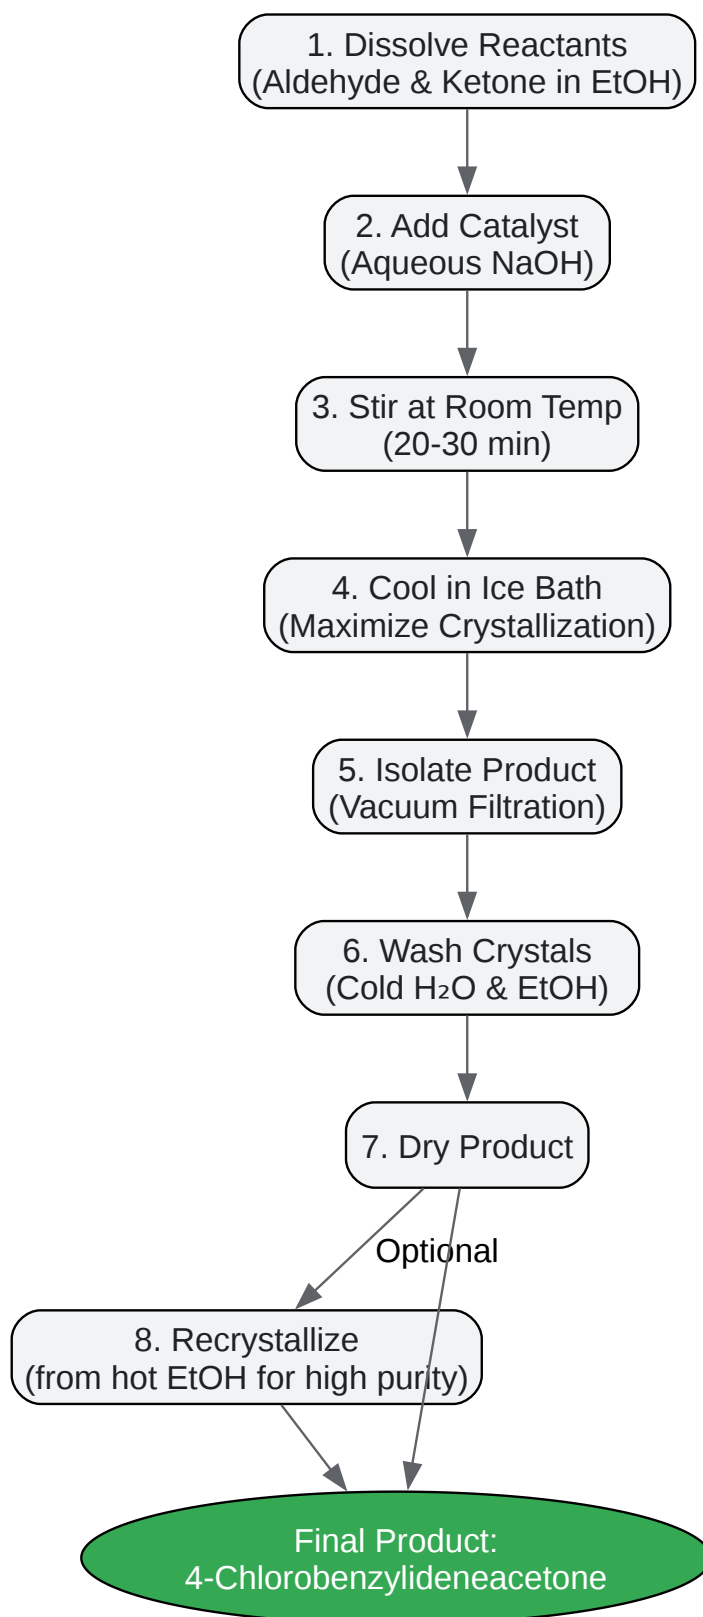 1. Dissolve Reactants
(Aldehyde & Ketone in EtOH)
2. Add Catalyst
(Aqueous NaOH)
3. Stir at Room Temp
(20-30 min)
4. Cool in Ice Bath
(Maximize Crystallization)
5. Isolate Product
(Vacuum Filtration)
6. Wash Crystals
(Cold H₂O & EtOH)
7. Dry Product
Optional
8. Recrystallize
(from hot EtOH for high purity)
Final Product:
4-Chlorobenzylideneacetone